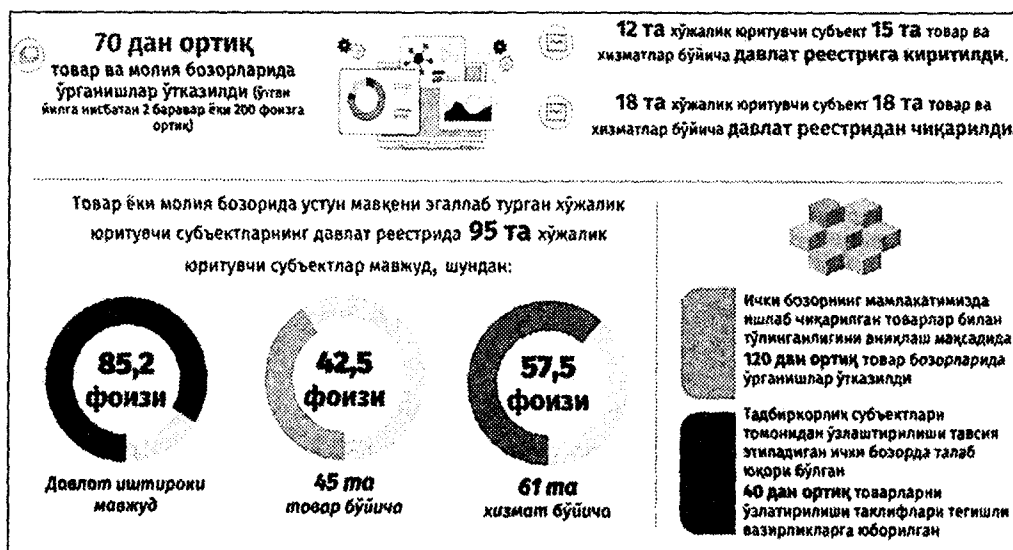 70 дан ортиқ
товар ва молия бозорларида
ўрганишлар ўтказилди (ўтган
йилга нисбатан 2 баравар ёки 200 фоизга
ортиқ)
12 та хўжалик юритувчи субъект 15 та товар ва
хизматлар бўйича давлат реестрига киритилди.
18 та хўжалик юритувчи субъект 18 та товар ва
хизматлар бўйича давлат реестридан чиқарилди
Товар ёки молия бозорида устун мавқени эгаллаб турган хўжалик
юритувчи субъектларнинг давлат реестрида 95 та хўжалик
юритувчи субъектлар мавжуд, шундан:
85,2
фоизи
Давлат иштироки
мавжуд
42,5
фоизи
45 та
товар бўйича
57,5
фоизи
61 та
хизмат бўйича
Ички бозорнинг мамлакатимизда
ишлаб чиқарилган товарлар билан
тўлинганлигини аниқлаш мақсадида
120 дан ортиқ товар бозорларида
ўрганишлар ўтказилди
Тадбиркорлик субъектлари
томонидан ўзлаштирилиши тавсия
этиладиган ички бозорда талаб
юқори бўлган
40 дан ортиқ товарларни
ўзлатирилиши таклифлари тегишли
вазирликларга юборилган